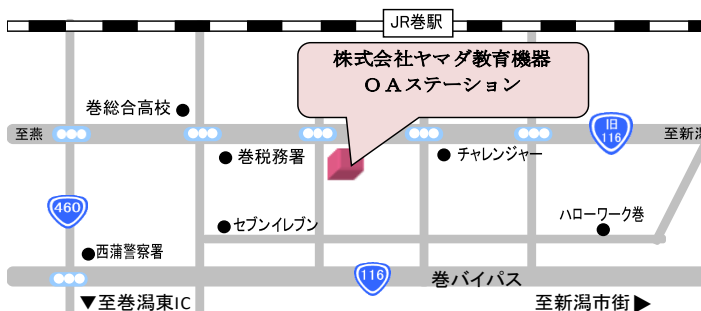 JR巻駅
株式会社ヤマダ教育機器
ＯＡステーション
巻総合高校
至燕
旧
116
至新潟
巻税務署
チャレンジャー
460
セブンイレブン
ハローワーク巻
西蒲警察署
116
巻バイパス
▼至巻潟東IC
至新潟市街▶